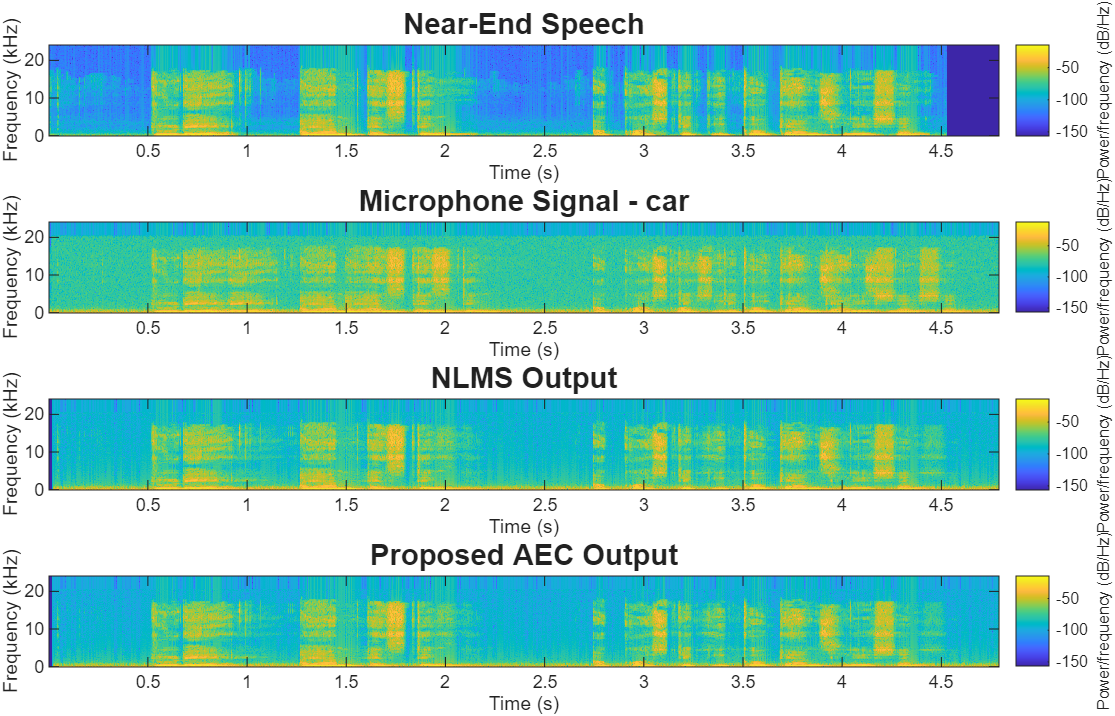 Near-End Speech
Frequency (kHz)
20
10
0
0.5 1 1.5 2 2.5 3 3.5 4 4.5
Time (s)
-50
-100
-150
Power/frequency (dB/Hz)
Microphone Signal - car
Frequency (kHz)
20
10
0
0.5 1 1.5 2 2.5 3 3.5 4 4.5
Time (s)
-50
-100
-150
Power/frequency (dB/Hz)
NLMS Output
Frequency (kHz)
20
10
0
0.5 1 1.5 2 2.5 3 3.5 4 4.5
Time (s)
-50
-100
-150
Power/frequency (dB/Hz)
Proposed AEC Output
Frequency (kHz)
20
10
0
0.5 1 1.5 2 2.5 3 3.5 4 4.5
Time (s)
-50
-100
-150
Power/frequency (dB/Hz)